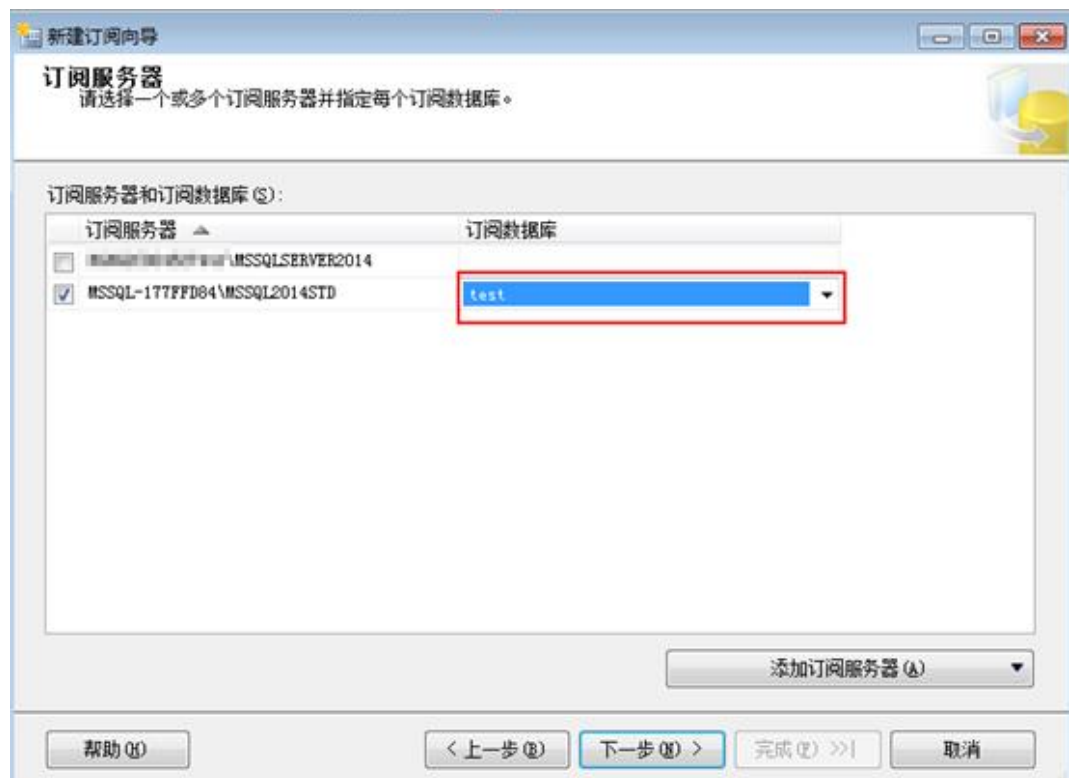 新建订阅向导
订阅服务器
请选择一个或多个订阅服务器并指定每个订阅数据库。
订阅服务器和订阅数据库(S):
订阅服务器 订阅数据库
\MSSQLSERVER2014
MSSQL-177FFD84\MSSQL2014STD test
添加订阅服务器(A)
帮助(H) < 上一步(B) 下一步(N) > 完成(F) >>| 取消